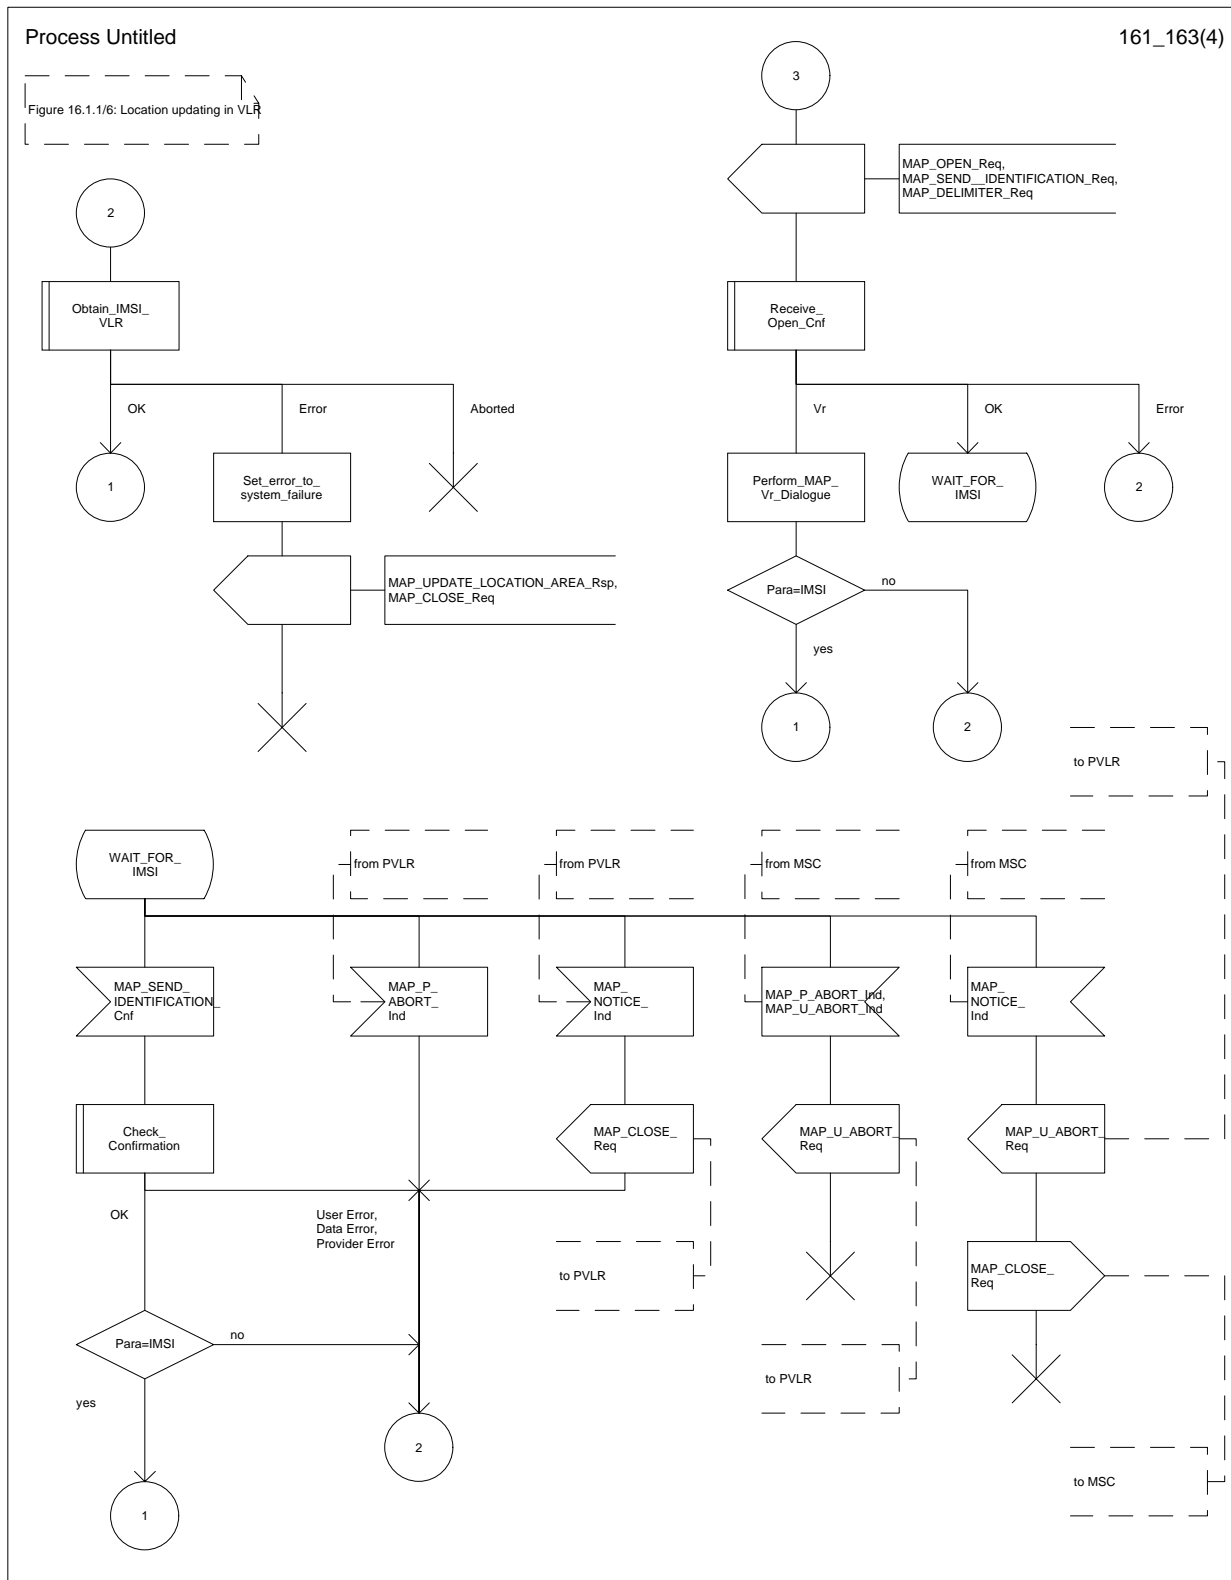 Process Untitled
161_163(4)
Figure 16.1.1/6: Location updating in VLR
3
MAP_OPEN_Req,
MAP_SEND__IDENTIFICATION_Req,
MAP_DELIMITER_Req
2
Obtain_IMSI_
VLR
Receive_
Open_Cnf
OK
Error
Aborted
Vr
OK
Error
1
Set_error_to_
system_failure
Perform_MAP_
Vr_Dialogue
WAIT_FOR_
IMSI
2
MAP_UPDATE_LOCATION_AREA_Rsp,
MAP_CLOSE_Req
Para=IMSI
no
yes
1
2
to PVLR
WAIT_FOR_
IMSI
from PVLR
from PVLR
from MSC
from MSC
MAP_SEND_
IDENTIFICATION_
Cnf
MAP_P_
ABORT_
Ind
MAP_
NOTICE_
Ind
MAP_P_ABORT_Ind,
MAP_U_ABORT_Ind
MAP_
NOTICE_
Ind
Check_
Confirmation
MAP_CLOSE_
Req
MAP_U_ABORT_
Req
MAP_U_ABORT_
Req
OK
User Error,
Data Error,
Provider Error
to PVLR
MAP_CLOSE_
Req
Para=IMSI
no
yes
to PVLR
2
to MSC
1